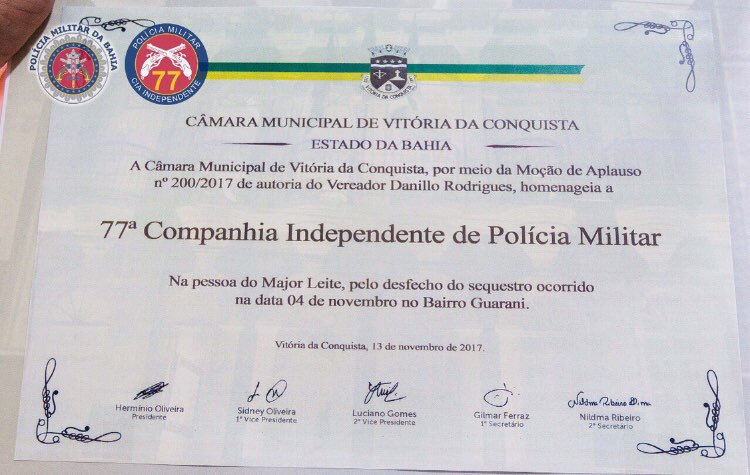 POLÍCIA MILITAR DA BAHIA
POLÍCIA MILITAR
77
CIA INDEPENDENTE
VITÓRIA DA CONQUISTA
CÂMARA MUNICIPAL DE VITÓRIA DA CONQUISTA
ESTADO DA BAHIA
A Câmara Municipal de Vitória da Conquista, por meio da Moção de Aplauso
nº 200/2017 de autoria do Vereador Danillo Rodrigues, homenageia a
77ª Companhia Independente de Polícia Militar
Na pessoa do Major Leite, pelo desfecho do sequestro ocorrido
na data 04 de novembro no Bairro Guarani.
Vitória da Conquista, 13 de novembro de 2017.
Hermínio Oliveira
Presidente
Sidney Oliveira
1º Vice Presidente
Luciano Gomes
2º Vice Presidente
Gilmar Ferraz
1º Secretário
Nildma Ribeiro
Nildma Ribeiro
2º Secretário